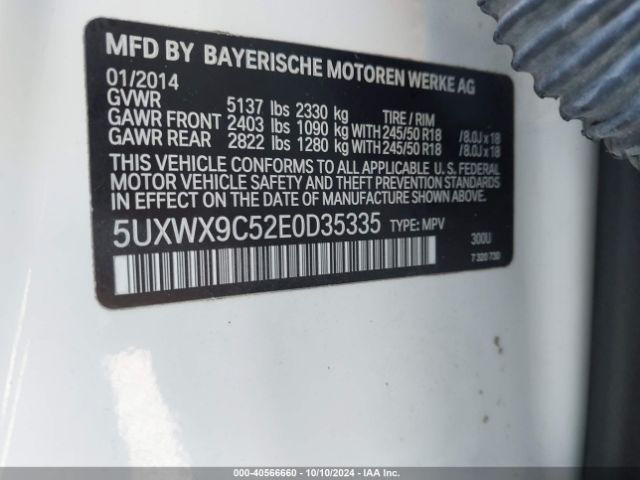 MFD BY BAYERISCHE MOTOREN WERKE AG
01/2014
GVWR 5137 lbs 2330 kg TIRE / RIM
GAWR FRONT 2403 lbs 1090 kg WITH 245/50 R18 /8.0J x 18
GAWR REAR 2822 lbs 1280 kg WITH 245/50 R18 /8.0J x 18
THIS VEHICLE CONFORMS TO ALL APPLICABLE U. S. FEDERAL
MOTOR VEHICLE SAFETY AND THEFT PREVENTION STANDARDS
IN EFFECT ON THE DATE OF MANUFACTURE SHOWN ABOVE.
5UXWX9C52E0D35335 TYPE: MPV 300U
7 320 730
000-40566660 - 10/10/2024 - IAAI.COM